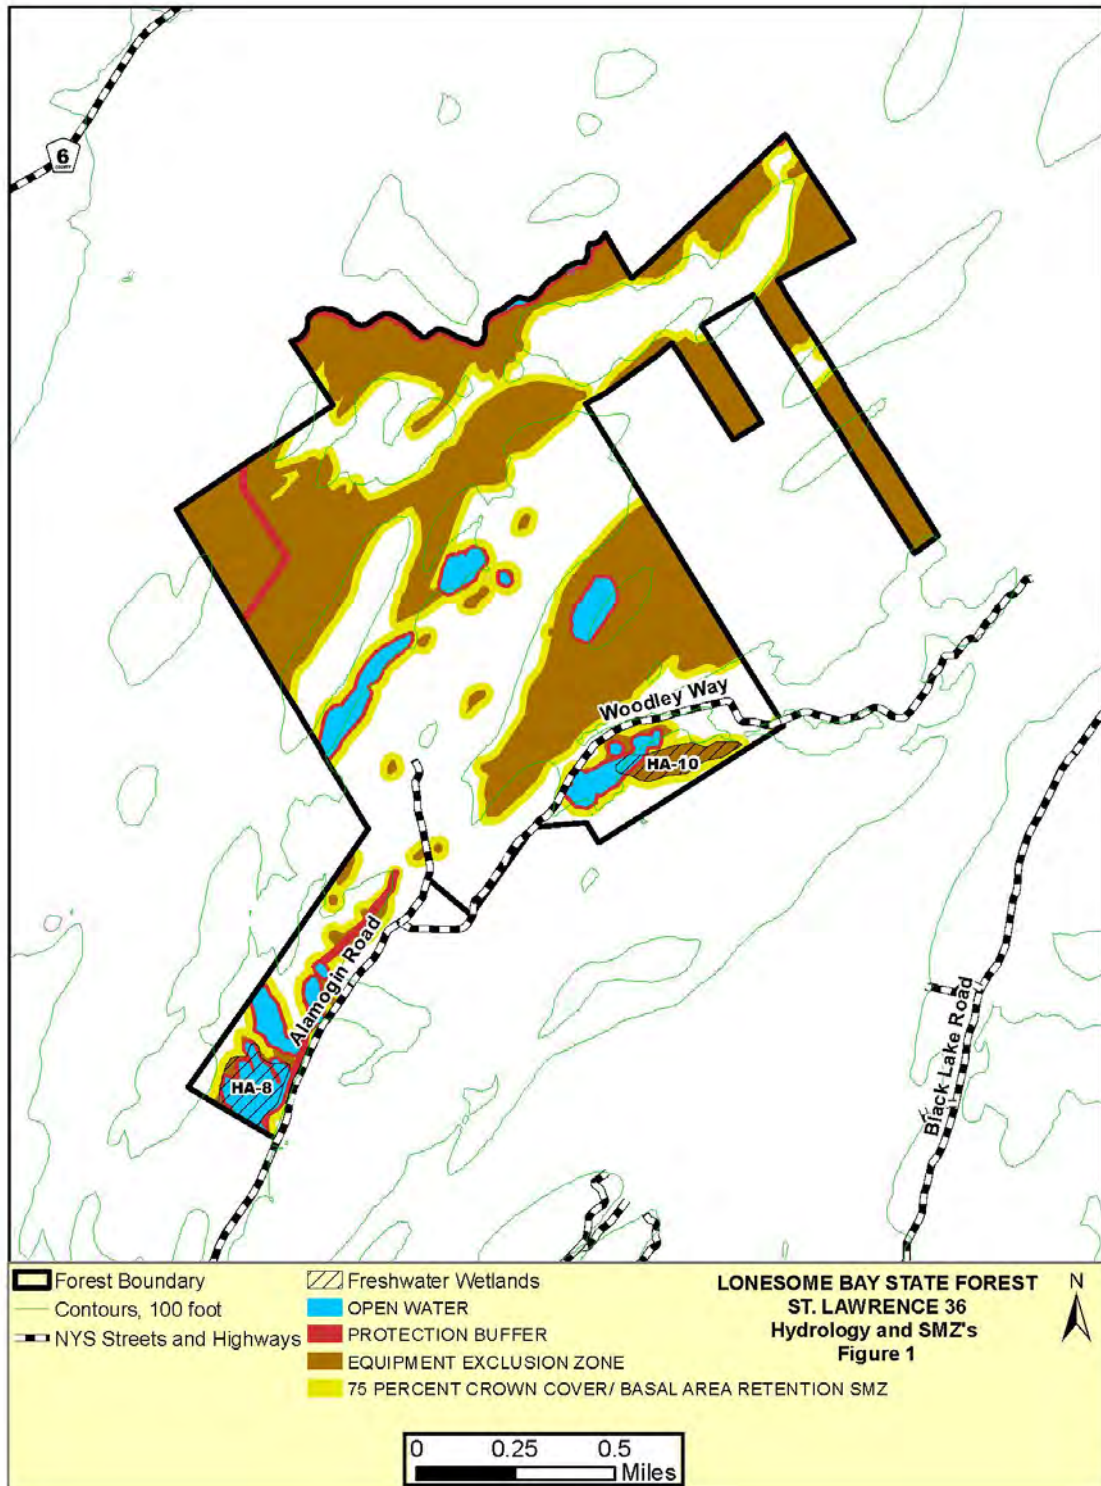 6
COUNTY
Woodley Way
HA-10
Alamogin Road
HA-8
Black Lake Road
Forest Boundary
Contours, 100 foot
NYS Streets and Highways
Freshwater Wetlands
OPEN WATER
PROTECTION BUFFER
EQUIPMENT EXCLUSION ZONE
75 PERCENT CROWN COVER/ BASAL AREA RETENTION SMZ
LONESOME BAY STATE FOREST
ST. LAWRENCE 36
Hydrology and SMZ's
Figure 1
N
0 0.25 0.5
Miles